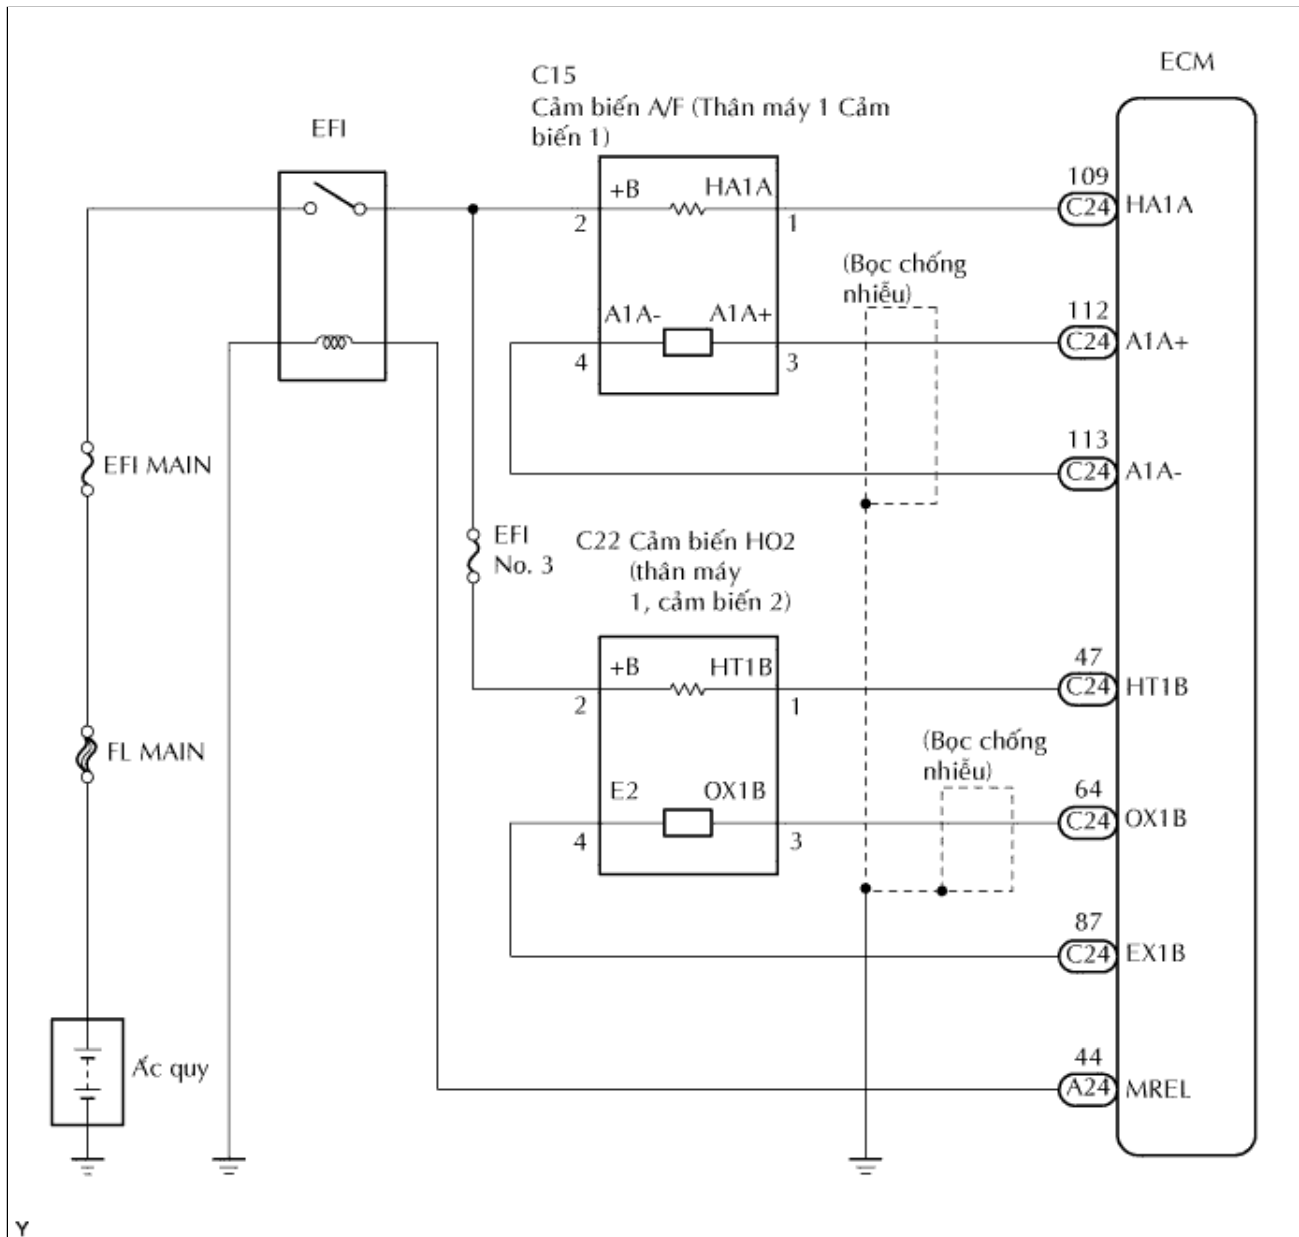 ECM
C15
Cảm biến A/F (Thân máy 1 Cảm
biến 1)
EFI
+B
HA1A
2
1
109
C24
HA1A
(Bọc chống
nhiễu)
A1A-
A1A+
4
3
112
C24
A1A+
113
C24
A1A-
EFI MAIN
EFI
No. 3
C22 Cảm biến HO2
(thân máy
1, cảm biến 2)
+B
HT1B
2
1
47
C24
HT1B
FL MAIN
(Bọc chống
nhiễu)
E2
OX1B
4
3
64
C24
OX1B
87
C24
EX1B
Ắc quy
44
A24
MREL
Y